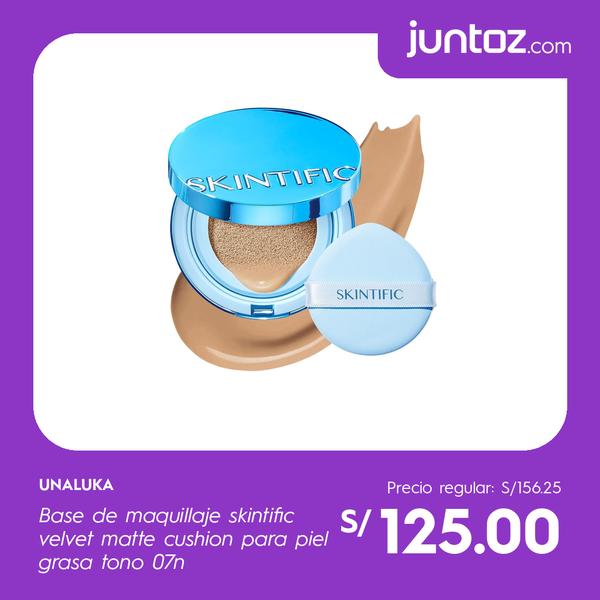 juntoz.com
SKINTIFIC
SKINTIFIC
UNALUKA
Base de maquillaje skintific
velvet matte cushion para piel
grasa tono 07n
Precio regular: S/156.25
S/125.00